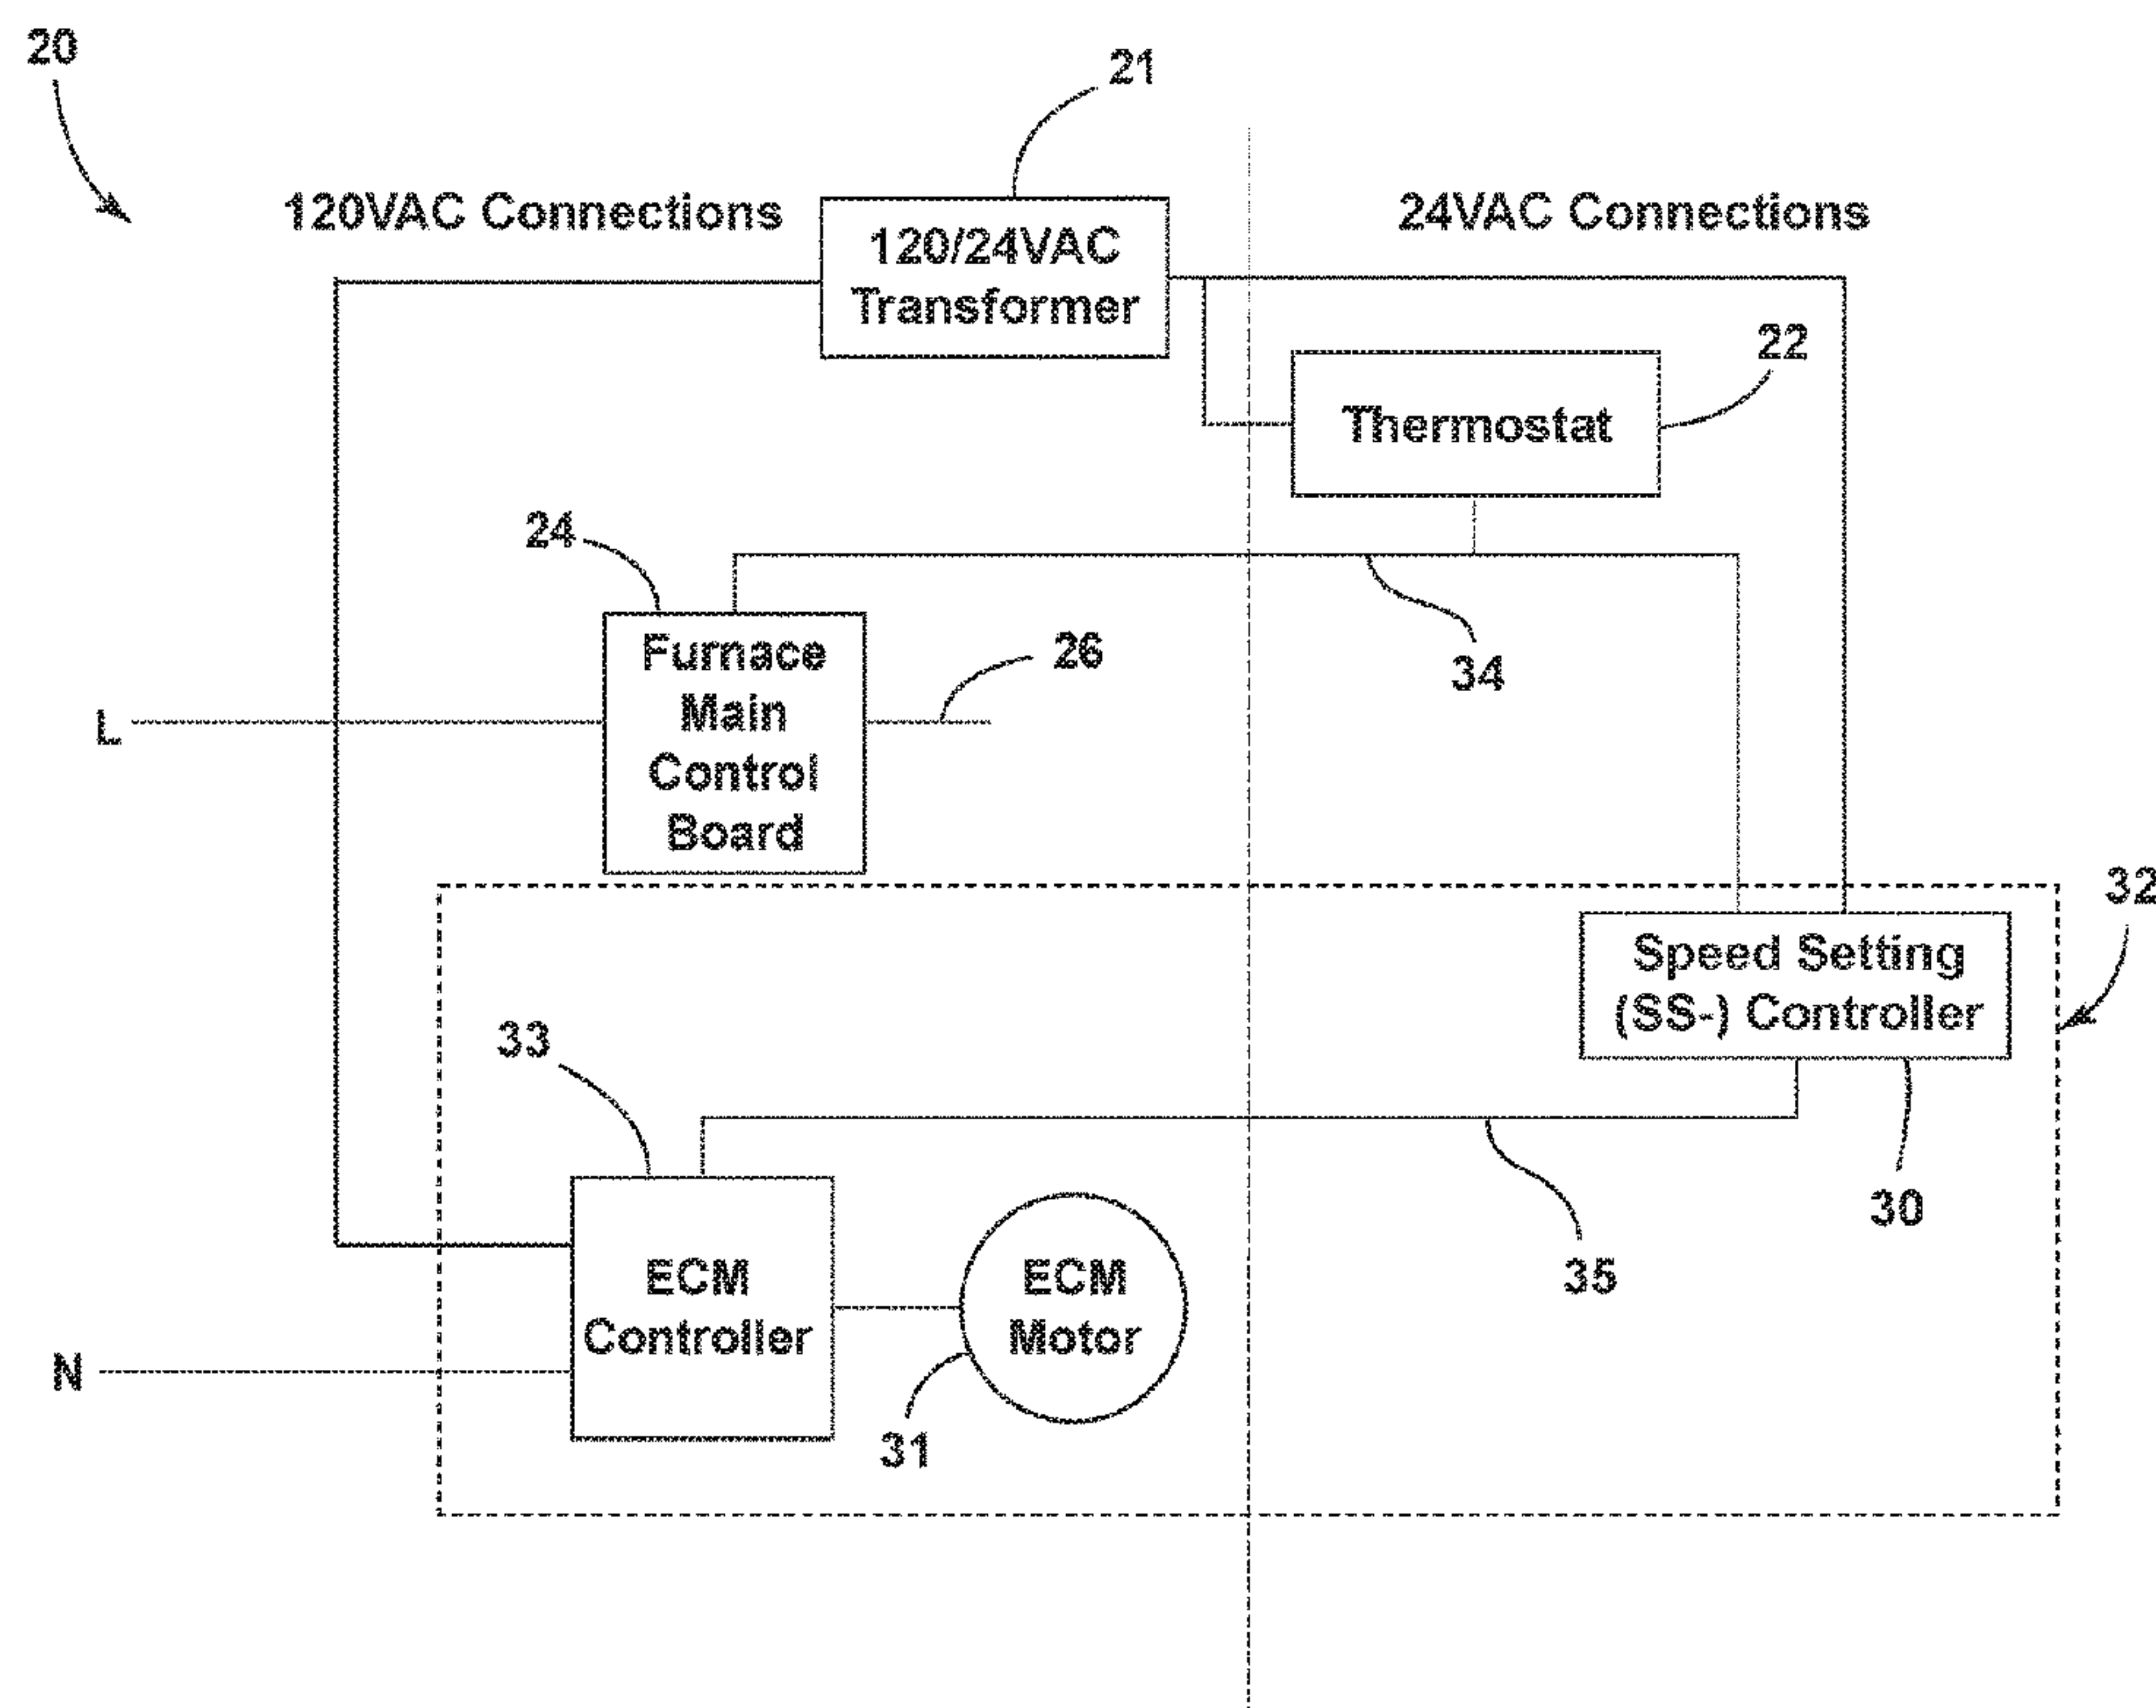 20
21
120VAC Connections
24VAC Connections
120/24VAC
Transformer
22
Thermostat
24
Furnace
Main
Control
Board
26
34
L
32
Speed Setting
(SS-) Controller
33
30
35
ECM
Controller
ECM
Motor
N
31